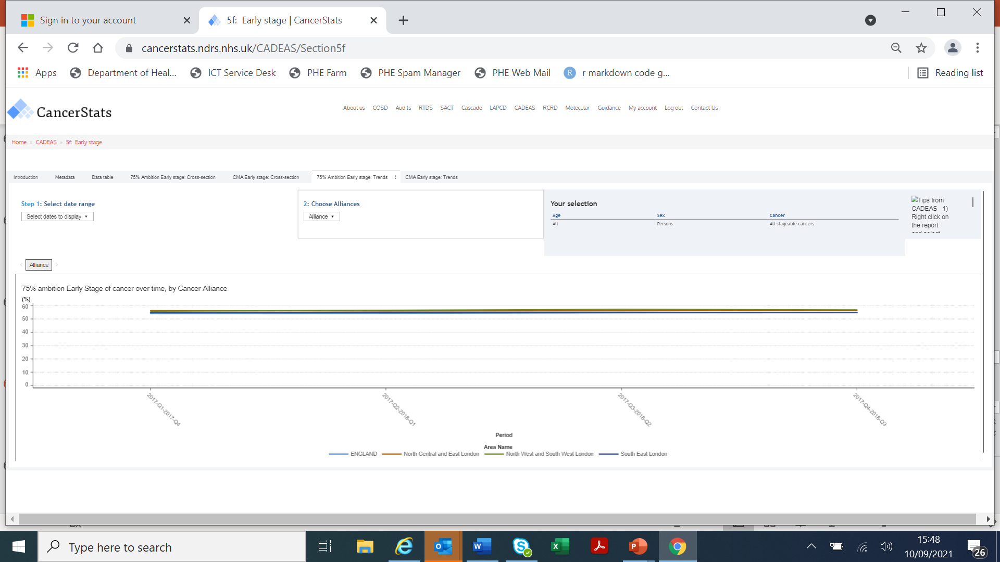 Sign in to your account
5f: Early stage | CancerStats
cancerstats.ndrs.nhs.uk/CADEAS/Section5f
Apps
Department of Heal...
ICT Service Desk
PHE Farm
PHE Spam Manager
PHE Web Mail
R
r markdown code g...
Reading list
CancerStats
About us COSD Audits RTDS SACT Cascade LAPCD CADEAS RCRD Molecular Guidance My account Log out Contact Us
Home » CADEAS » 5f: Early stage
Introduction
Metadata
Data table
75% Ambition Early stage: Cross-section
CMA Early stage: Cross-section
75% Ambition Early stage: Trends
CMA Early stage: Trends
Step 1: Select date range
Select dates to display
2: Choose Alliances
Alliance
Your selection
Age Sex Cancer
All Persons All stageable cancers
Tips from
CADEAS 1)
Right click on
the report
Alliance
75% ambition Early Stage of cancer over time, by Cancer Alliance
(%)
60
50
40
30
20
10
0
2017-Q1-2017-Q4
2017-Q2-2018-Q1
2017-Q3-2018-Q2
2017-Q4-2018-Q3
Period
Area Name
ENGLAND North Central and East London North West and South West London South East London
Type here to search
15:48
10/09/2021
26